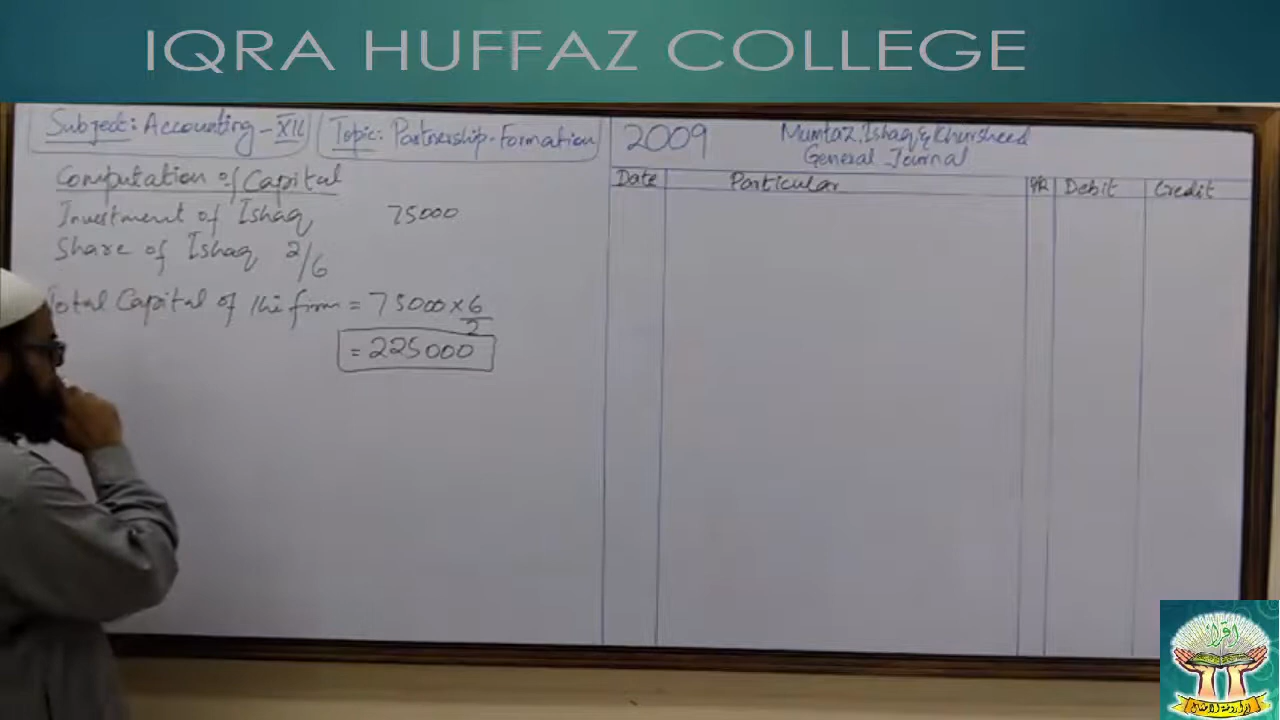 IQRA HUFFAZ COLLEGE
Subject: Accounting-XII
Topic: Partnership-Formation
Computation of Capital
Investment of Ishaq 75000
Share of Ishaq 2/6
Total Capital of the firm = 75000 × 6/2
= 225000
2009
Mumtaz, Ishaq & Khursheed
General Journal
Date Particular P/R Debit Credit
اقرأ